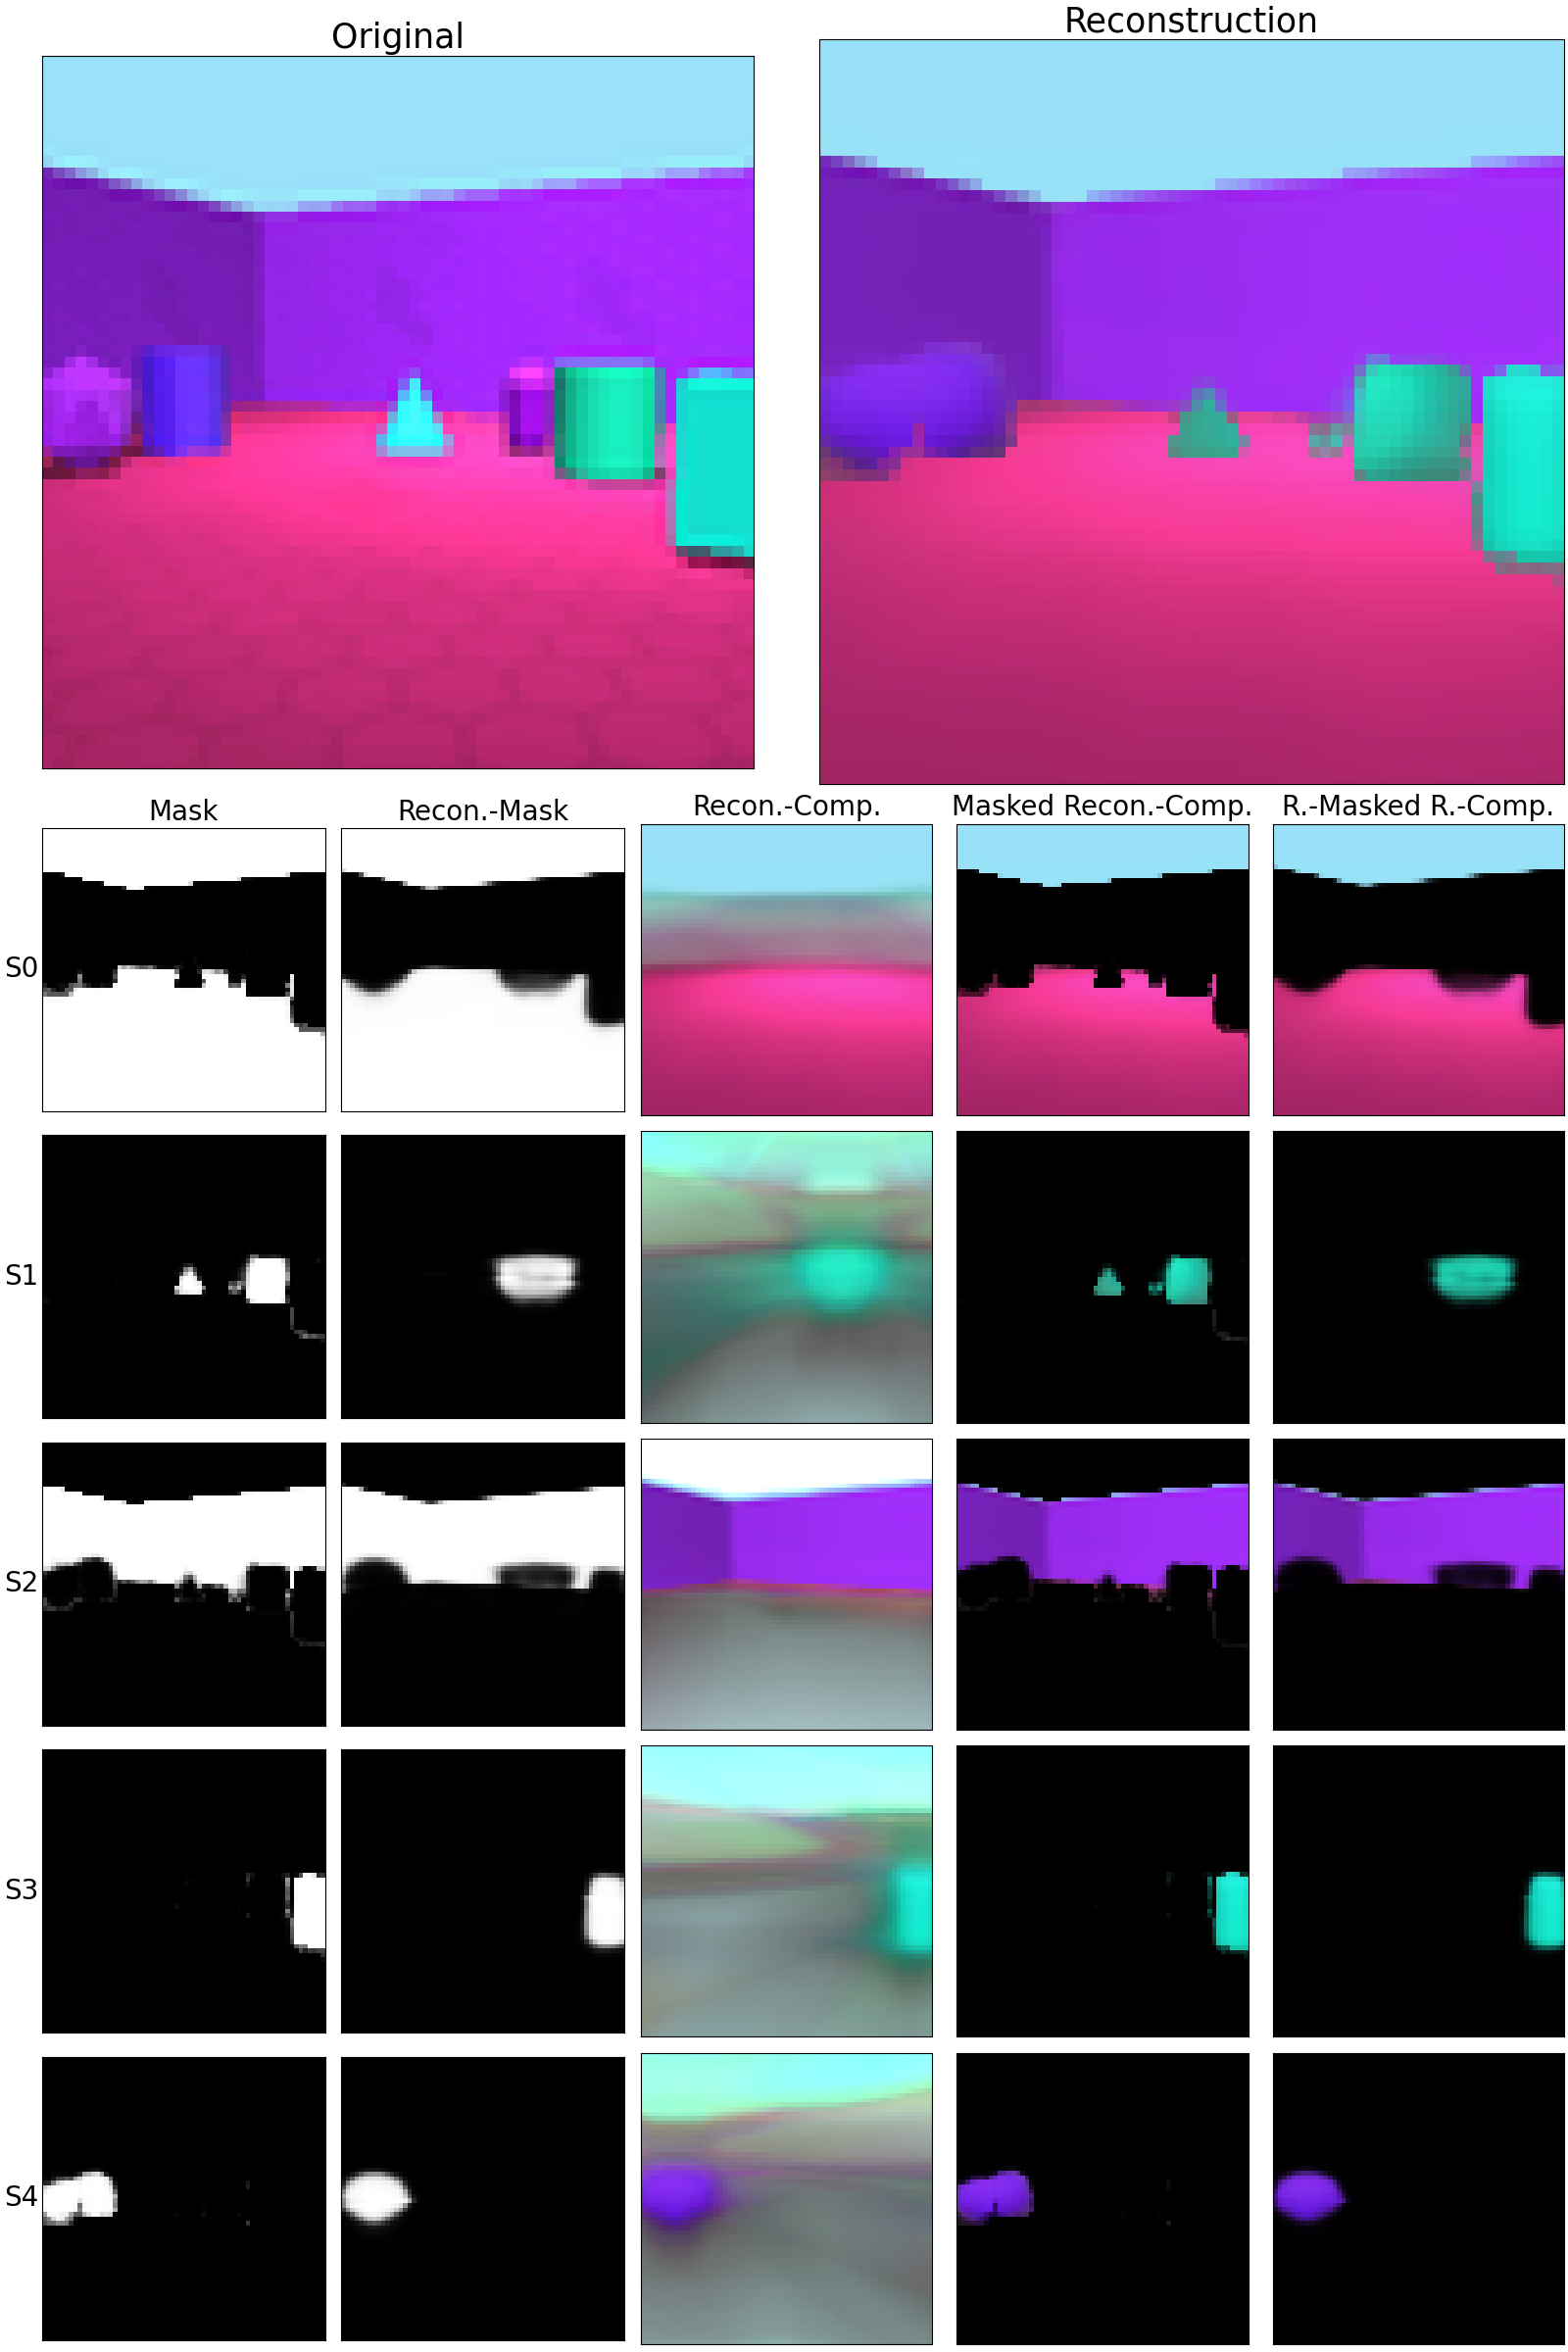 Original
Reconstruction
Mask
Recon.-Mask
Recon.-Comp.
Masked Recon.-Comp.
R.-Masked R.-Comp.
S0
S1
S2
S3
S4